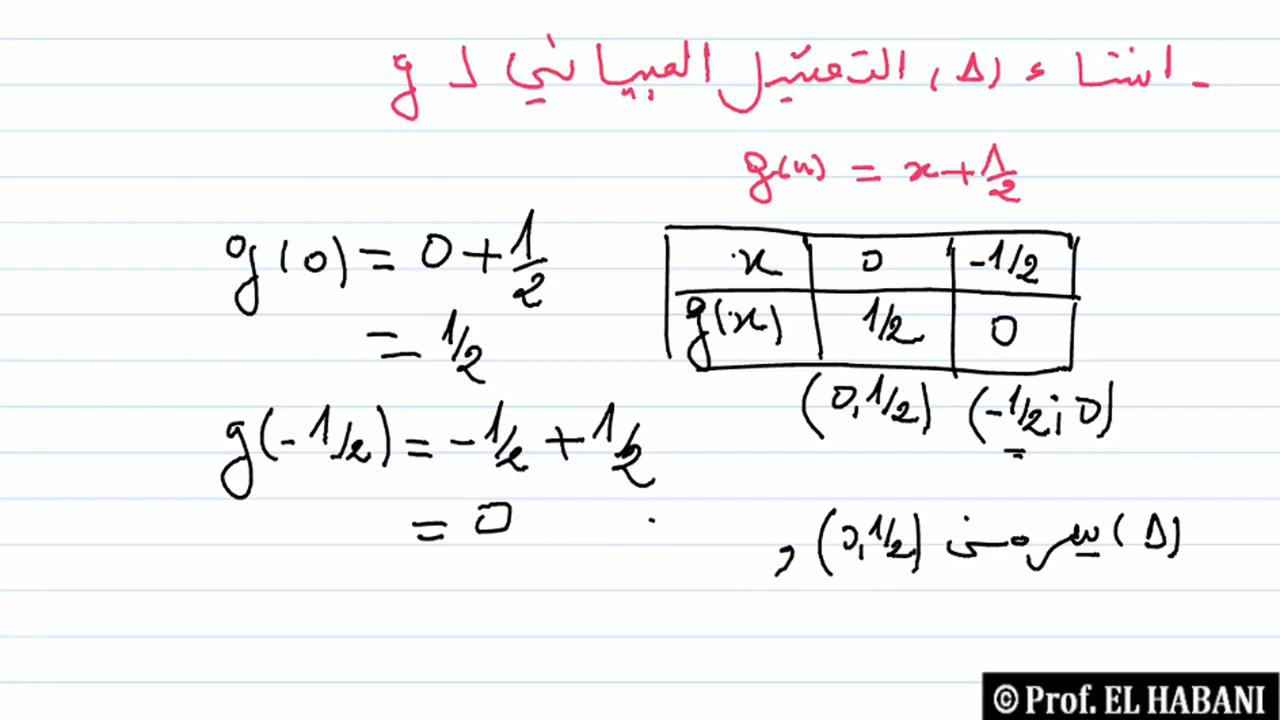 - انشاء (Δ) التمثيل المبياني ل g
g(x) = x + 1/2
g(0) = 0 + 1/2
= 1/2
x 0 -1/2
g(x) 1/2 0
(0, 1/2) (-1/2; 0)
g(-1/2) = -1/2 + 1/2
= 0
(Δ) يمر من (0, 1/2) و
© Prof. EL HABANI